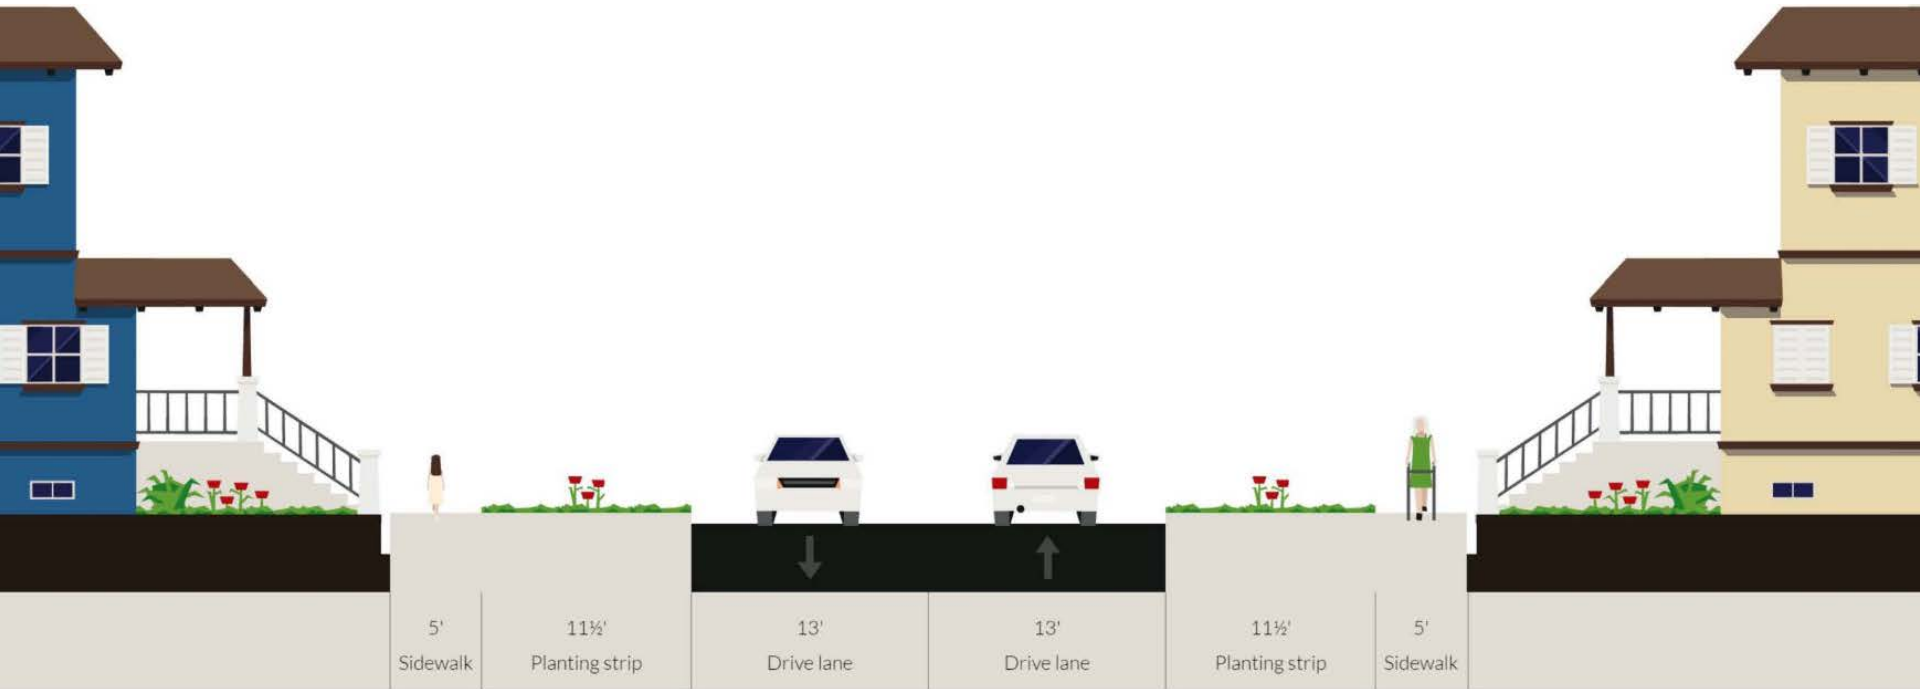 5' 11½' 13' 13' 11½' 5'
Sidewalk Planting strip Drive lane Drive lane Planting strip Sidewalk